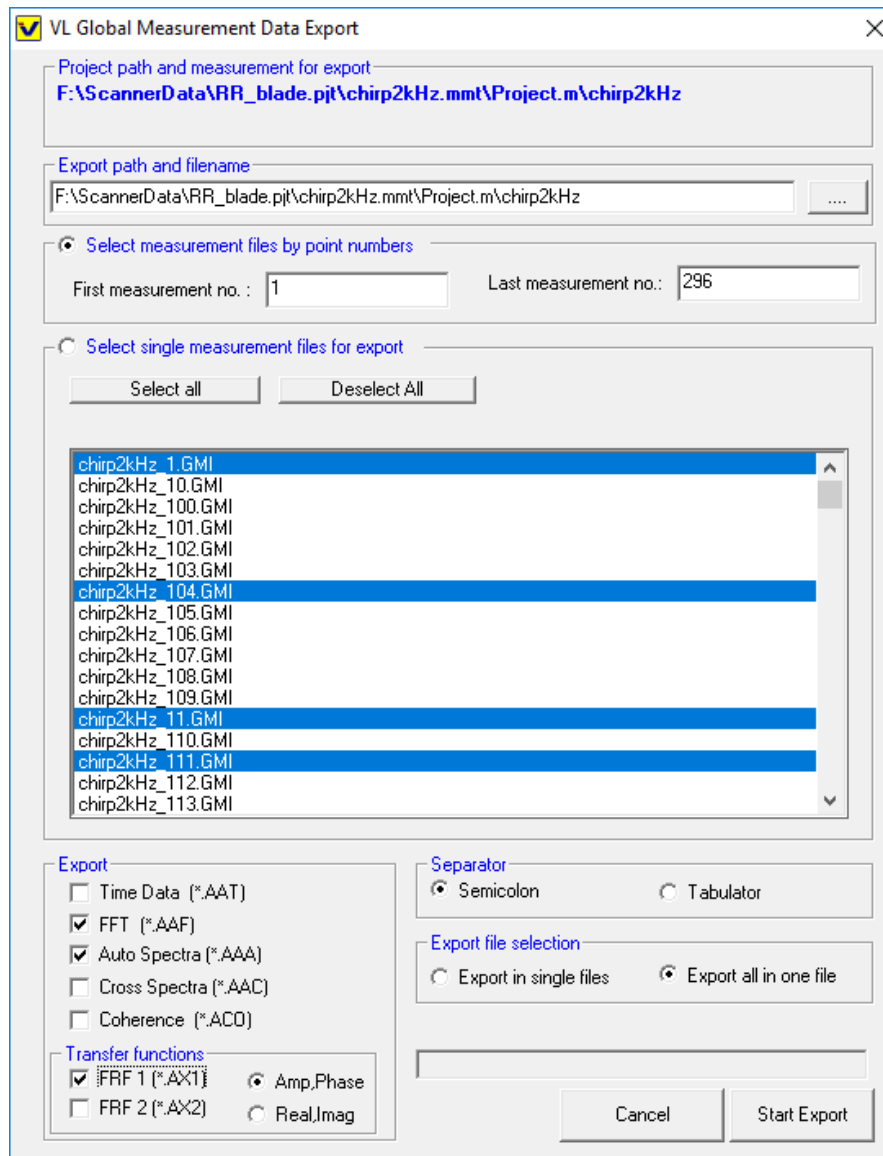 VL Global Measurement Data Export
Project path and measurement for export
F:\ScannerData\RR_blade.pjt\chirp2kHz.mmt\Project.m\chirp2kHz
Export path and filename
F:\ScannerData\RR_blade.pjt\chirp2kHz.mmt\Project.m\chirp2kHz ....
Select measurement files by point numbers
First measurement no. : 1 Last measurement no.: 296
Select single measurement files for export
Select all Deselect All
chirp2kHz_1.GMI
chirp2kHz_10.GMI
chirp2kHz_100.GMI
chirp2kHz_101.GMI
chirp2kHz_102.GMI
chirp2kHz_103.GMI
chirp2kHz_104.GMI
chirp2kHz_105.GMI
chirp2kHz_106.GMI
chirp2kHz_107.GMI
chirp2kHz_108.GMI
chirp2kHz_109.GMI
chirp2kHz_11.GMI
chirp2kHz_110.GMI
chirp2kHz_111.GMI
chirp2kHz_112.GMI
chirp2kHz_113.GMI
Export
Time Data (*.AAT)
FFT (*.AAF)
Auto Spectra (*.AAA)
Cross Spectra (*.AAC)
Coherence (*.ACO)
Transfer functions
FRF 1 (*.AX1) Amp,Phase
FRF 2 (*.AX2) Real,Imag
Separator
Semicolon Tabulator
Export file selection
Export in single files Export all in one file
Cancel Start Export